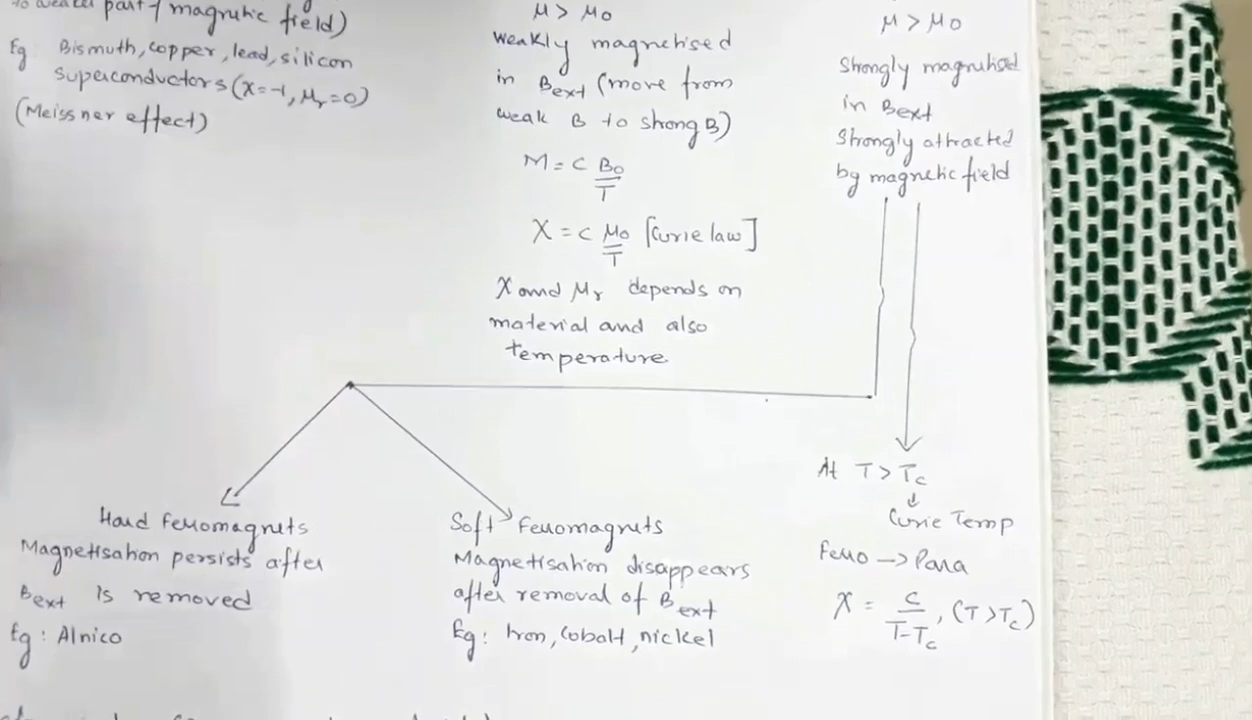 to weaker part of magnetic field)
Eg: Bismuth, copper, lead, silicon
superconductors (χ=-1, μr=0)
(Meissner effect)
μ > μ0
weakly magnetised
in Bext (move from
weak B to strong B)
M = C B0/T
χ = C μ0/T [Curie law]
χ and μr depends on
material and also
temperature
μ > μ0
Strongly magnetised
in Bext
Strongly attracted
by magnetic field
Hard ferromagnets
Magnetisation persists after
Bext is removed
Eg: Alnico
Soft ferromagnets
Magnetisation disappears
after removal of Bext
Eg: Iron, Cobalt, nickel
At T > Tc
Curie Temp
Ferro → Para
χ = C/T-Tc, (T>Tc)